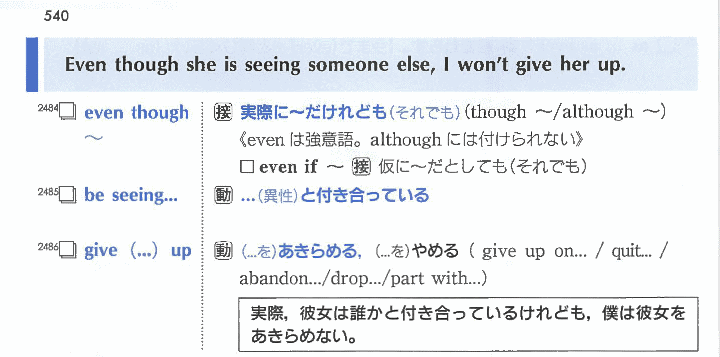 540
Even though she is seeing someone else, I won't give her up.
2484 □ even though 〜
接 実際に〜だけれども(それでも)(though 〜/although 〜)
《even は強意語。although には付けられない》
□ even if 〜 接 仮に〜だとしても(それでも)
2485 □ be seeing...
動 …(異性)と付き合っている
2486 □ give (...) up
動 (…を)あきらめる, (…を)やめる ( give up on... / quit... /
abandon.../drop.../part with...)
実際，彼女は誰かと付き合っているけれども，僕は彼女を
あきらめない。